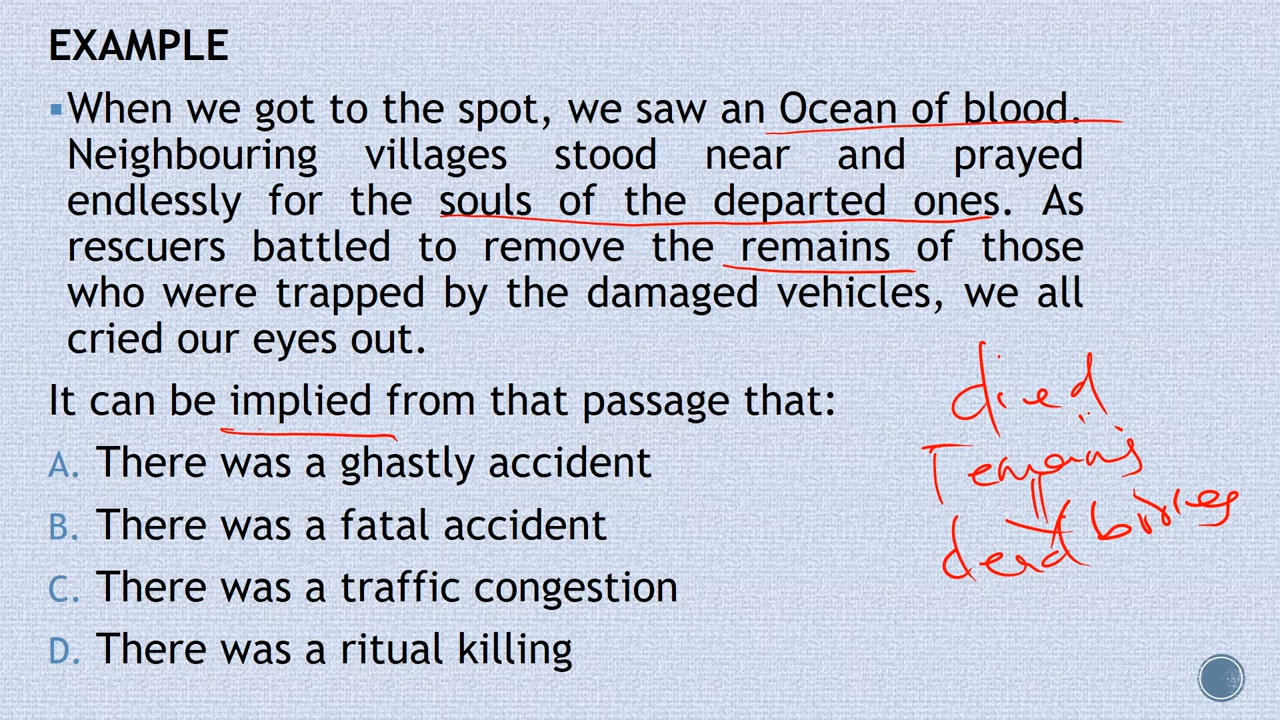 EXAMPLE
▪When we got to the spot, we saw an Ocean of blood.
Neighbouring villages stood near and prayed
endlessly for the souls of the departed ones. As
rescuers battled to remove the remains of those
who were trapped by the damaged vehicles, we all
cried our eyes out.
It can be implied from that passage that:
A. There was a ghastly accident
B. There was a fatal accident
C. There was a traffic congestion
D. There was a ritual killing
died
remains
dead